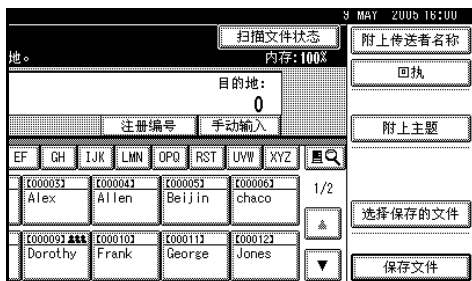 9 MAY 2005 16:00
扫描文件状态
附上传送者名称
地。
内存:100%
回执
目的地:
0
注册编号
手动输入
附上主题
EF GH IJK LMN OPQ RST UVW XYZ
[00003] [00004] [00005] [00006]
Alex Allen Beijin chaco
1/2
选择保存的文件
[00009] [00010] [00011] [00012]
Dorothy Frank George Jones
保存文件